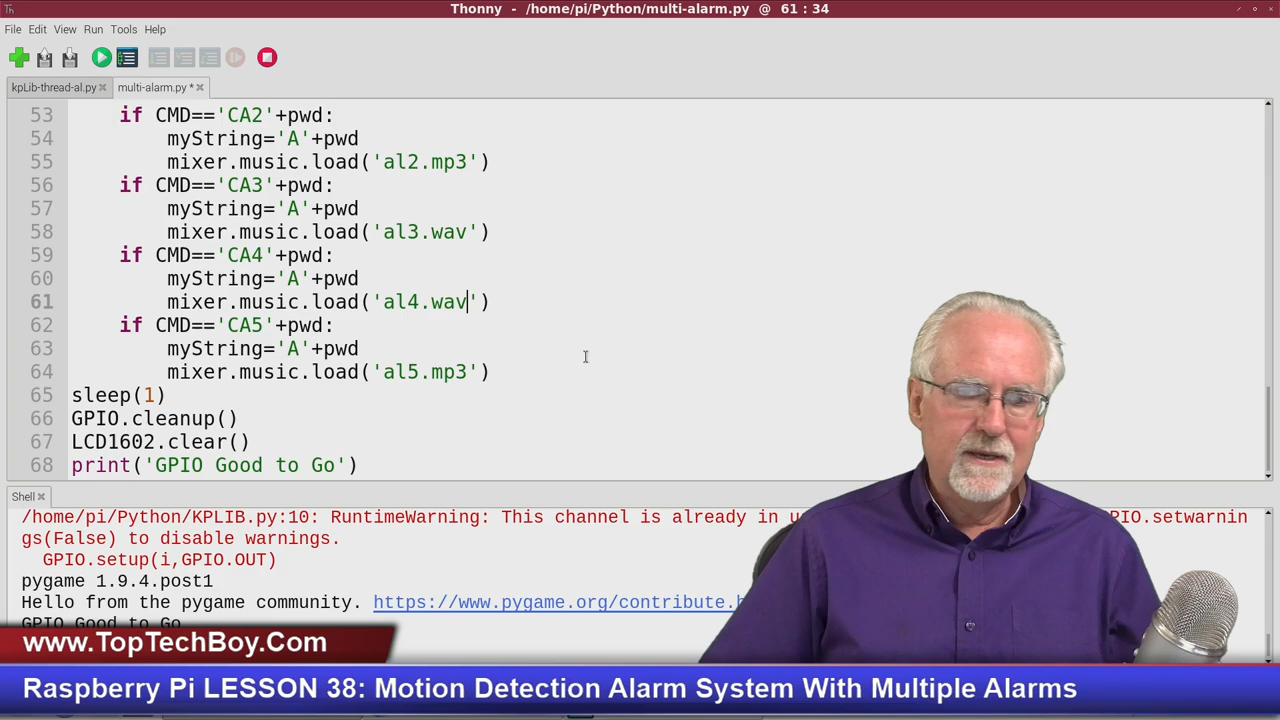 Thonny - /home/pi/Python/multi-alarm.py @ 61 : 34
File Edit View Run Tools Help
kpLib-thread-al.py multi-alarm.py *
53 if CMD=='CA2'+pwd:
54 myString='A'+pwd
55 mixer.music.load('al2.mp3')
56 if CMD=='CA3'+pwd:
57 myString='A'+pwd
58 mixer.music.load('al3.wav')
59 if CMD=='CA4'+pwd:
60 myString='A'+pwd
61 mixer.music.load('al4.wav')
62 if CMD=='CA5'+pwd:
63 myString='A'+pwd
64 mixer.music.load('al5.mp3')
65 sleep(1)
66 GPIO.cleanup()
67 LCD1602.clear()
68 print('GPIO Good to Go')
Shell
/home/pi/Python/KPLIB.py:10: RuntimeWarning: This channel is already in PIO.setwarnin
gs(False) to disable warnings.
GPIO.setup(i,GPIO.OUT)
pygame 1.9.4.post1
Hello from the pygame community. https://www.pygame.org/contribute.
GPIO Good to Go
www.TopTechBoy.Com
Raspberry Pi LESSON 38: Motion Detection Alarm System With Multiple Alarms